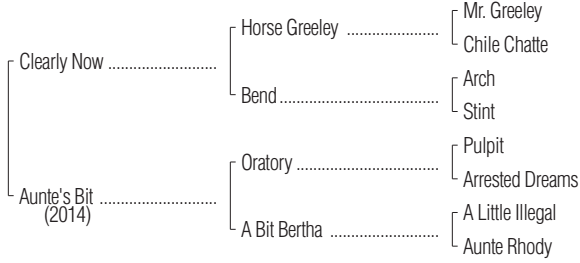 Mr. Greeley
Horse Greeley
Chile Chatte
Clearly Now
Arch
Bend
Stint
Pulpit
Oratory
Arrested Dreams
Aunte's Bit
(2014)
A Little Illegal
A Bit Bertha
Aunte Rhody